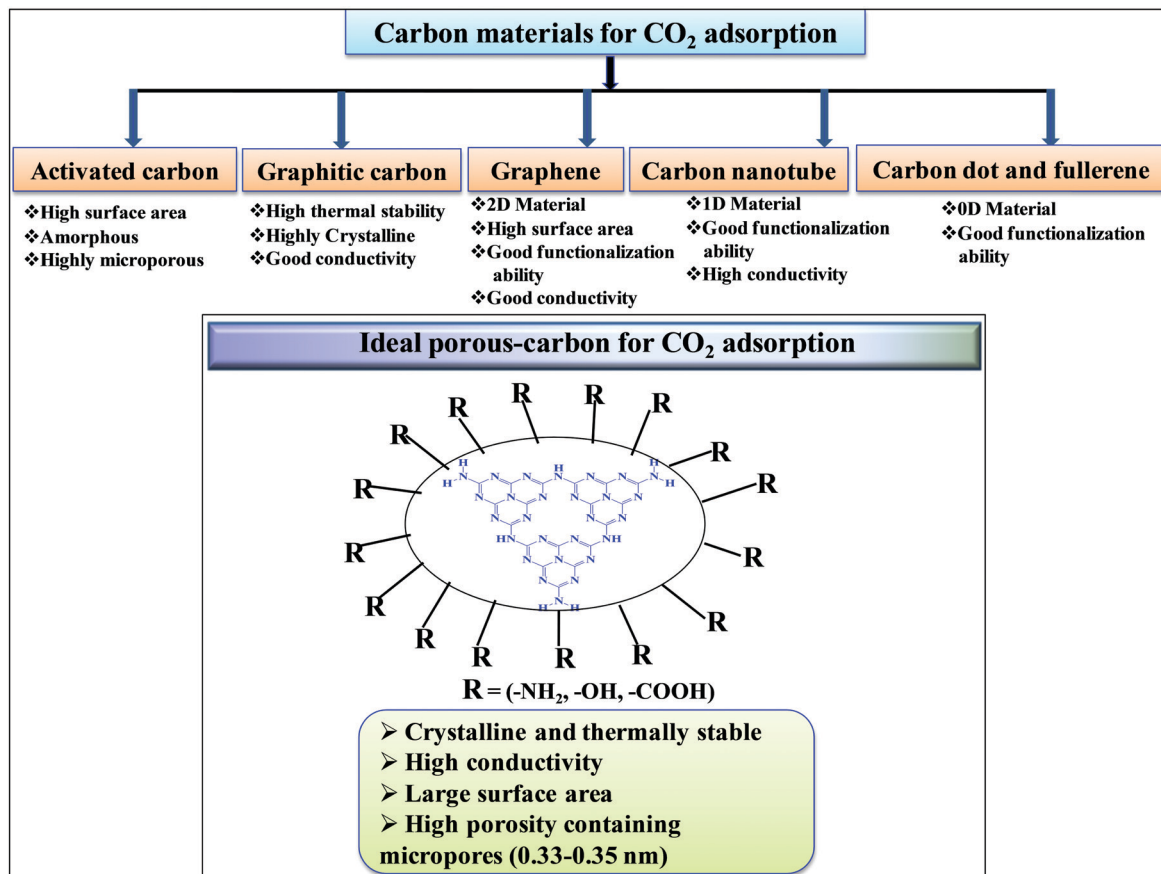 Carbon materials for CO₂ adsorption
Activated carbon
❖High surface area
❖Amorphous
❖Highly microporous
Graphitic carbon
❖High thermal stability
❖Highly Crystalline
❖Good conductivity
Graphene
❖2D Material
❖High surface area
❖Good functionalization
ability
❖Good conductivity
Carbon nanotube
❖1D Material
❖Good functionalization
ability
❖High conductivity
Carbon dot and fullerene
❖0D Material
❖Good functionalization
ability
Ideal porous-carbon for CO₂ adsorption
R R R R R R R R R R R R R R R R R R
R = (-NH₂, -OH, -COOH)
➢ Crystalline and thermally stable
➢ High conductivity
➢ Large surface area
➢ High porosity containing
micropores (0.33-0.35 nm)